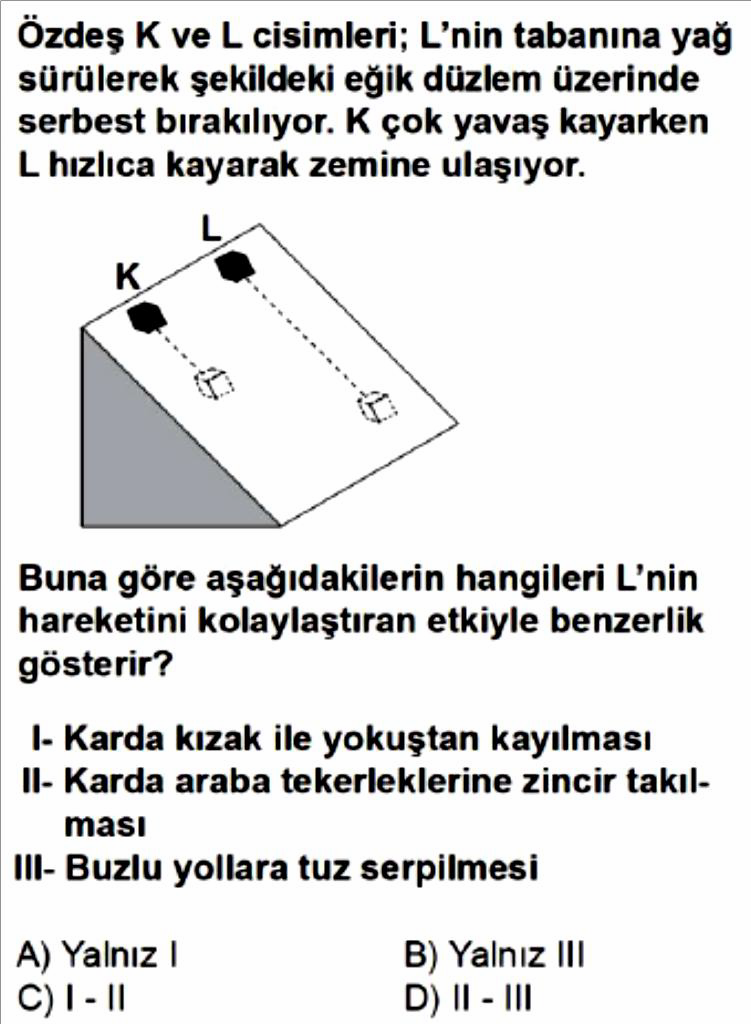 Özdeş K ve L cisimleri; L'nin tabanına yağ
sürülerek şekildeki eğik düzlem üzerinde
serbest bırakılıyor. K çok yavaş kayarken
L hızlıca kayarak zemine ulaşıyor.
L
K
Buna göre aşağıdakilerin hangileri L'nin
hareketini kolaylaştıran etkiyle benzerlik
gösterir?
I- Karda kızak ile yokuştan kayılması
II- Karda araba tekerleklerine zincir takıl-
ması
III- Buzlu yollara tuz serpilmesi
A) Yalnız I B) Yalnız III
C) I - II D) II - III